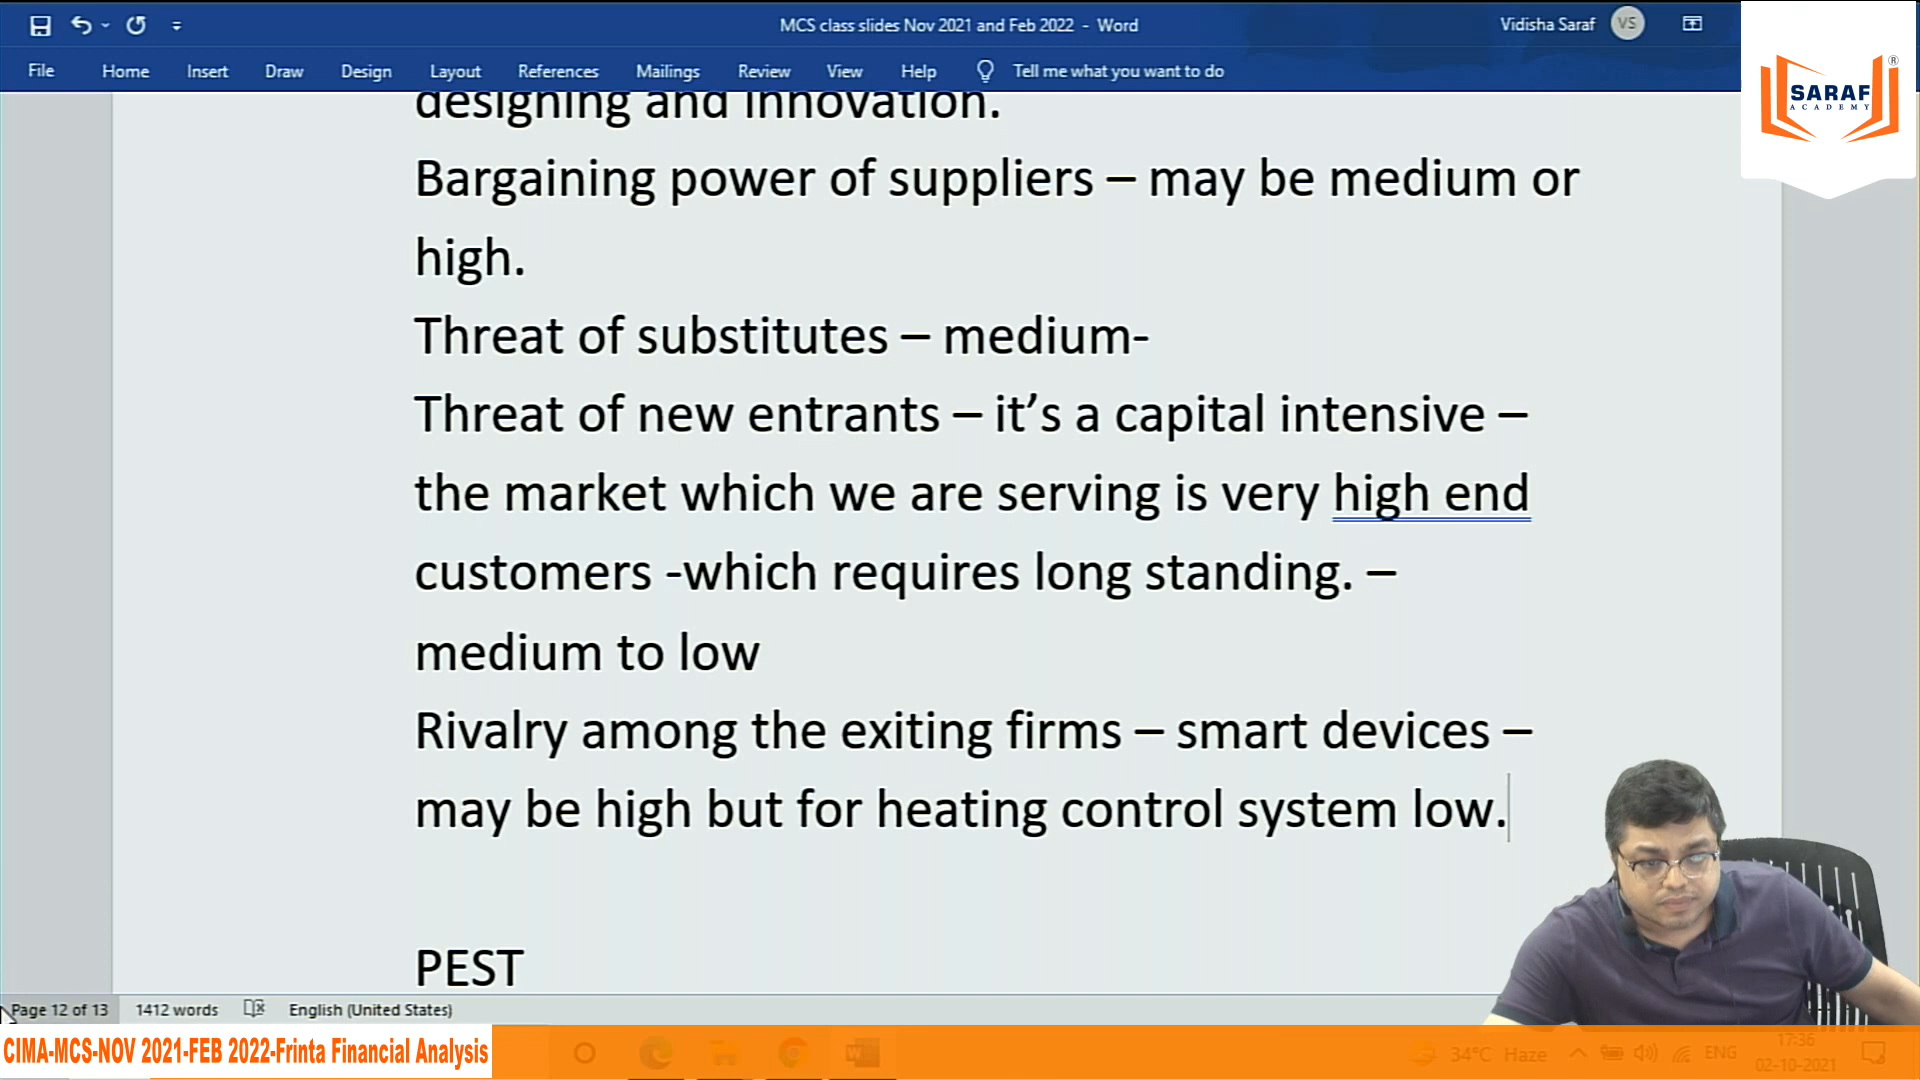 MCS class slides Nov 2021 and Feb 2022 - Word
Vidisha Saraf
VS
File Home Insert Draw Design Layout References Mailings Review View Help Tell me what you want to do
SARAF
ACADEMY
®
designing and innovation.
Bargaining power of suppliers – may be medium or
high.
Threat of substitutes – medium-
Threat of new entrants – it’s a capital intensive –
the market which we are serving is very high end
customers -which requires long standing. –
medium to low
Rivalry among the exiting firms – smart devices –
may be high but for heating control system low.
PEST
Page 12 of 13 1412 words English (United States)
CIMA-MCS-NOV 2021-FEB 2022-Frinta Financial Analysis
34°C Haze ENG
17:36
02-10-2021